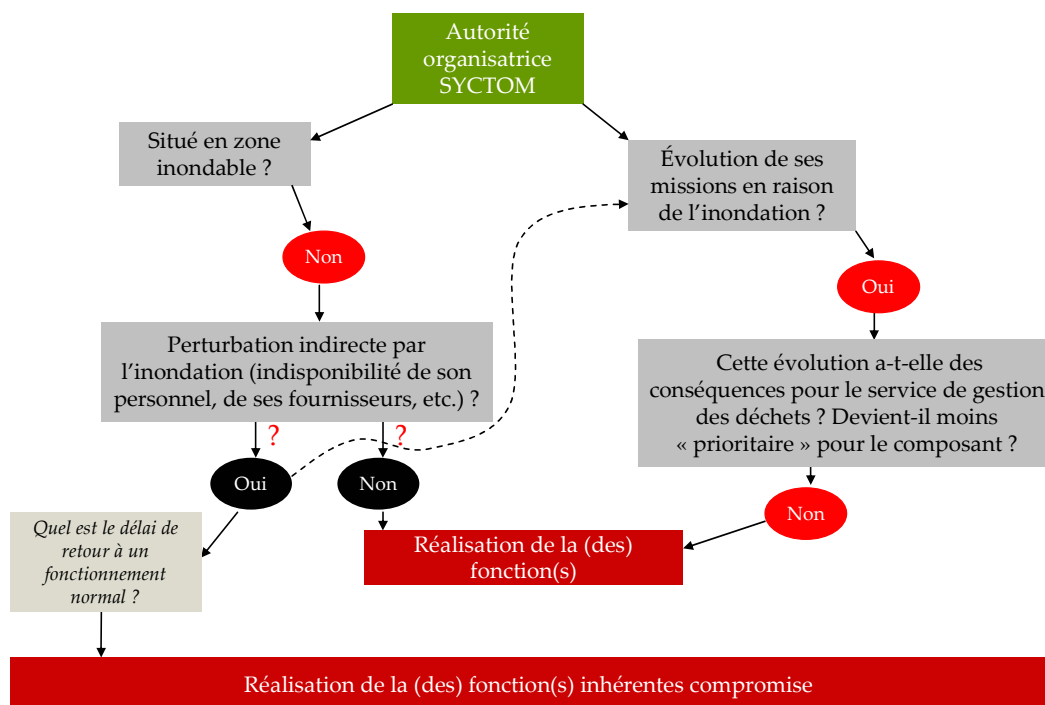 Autorité
organisatrice
SYCTOM
Situé en zone
inondable ?
Évolution de ses
missions en raison
de l’inondation ?
Non
Oui
Perturbation indirecte par
l’inondation (indisponibilité de son
personnel, de ses fournisseurs, etc.) ?
Cette évolution a-t-elle des
conséquences pour le service de gestion
des déchets ? Devient-il moins
« prioritaire » pour le composant ?
?
?
Oui
Non
Non
Quel est le délai de
retour à un
fonctionnement
normal ?
Réalisation de la (des)
fonction(s)
Réalisation de la (des) fonction(s) inhérentes compromise